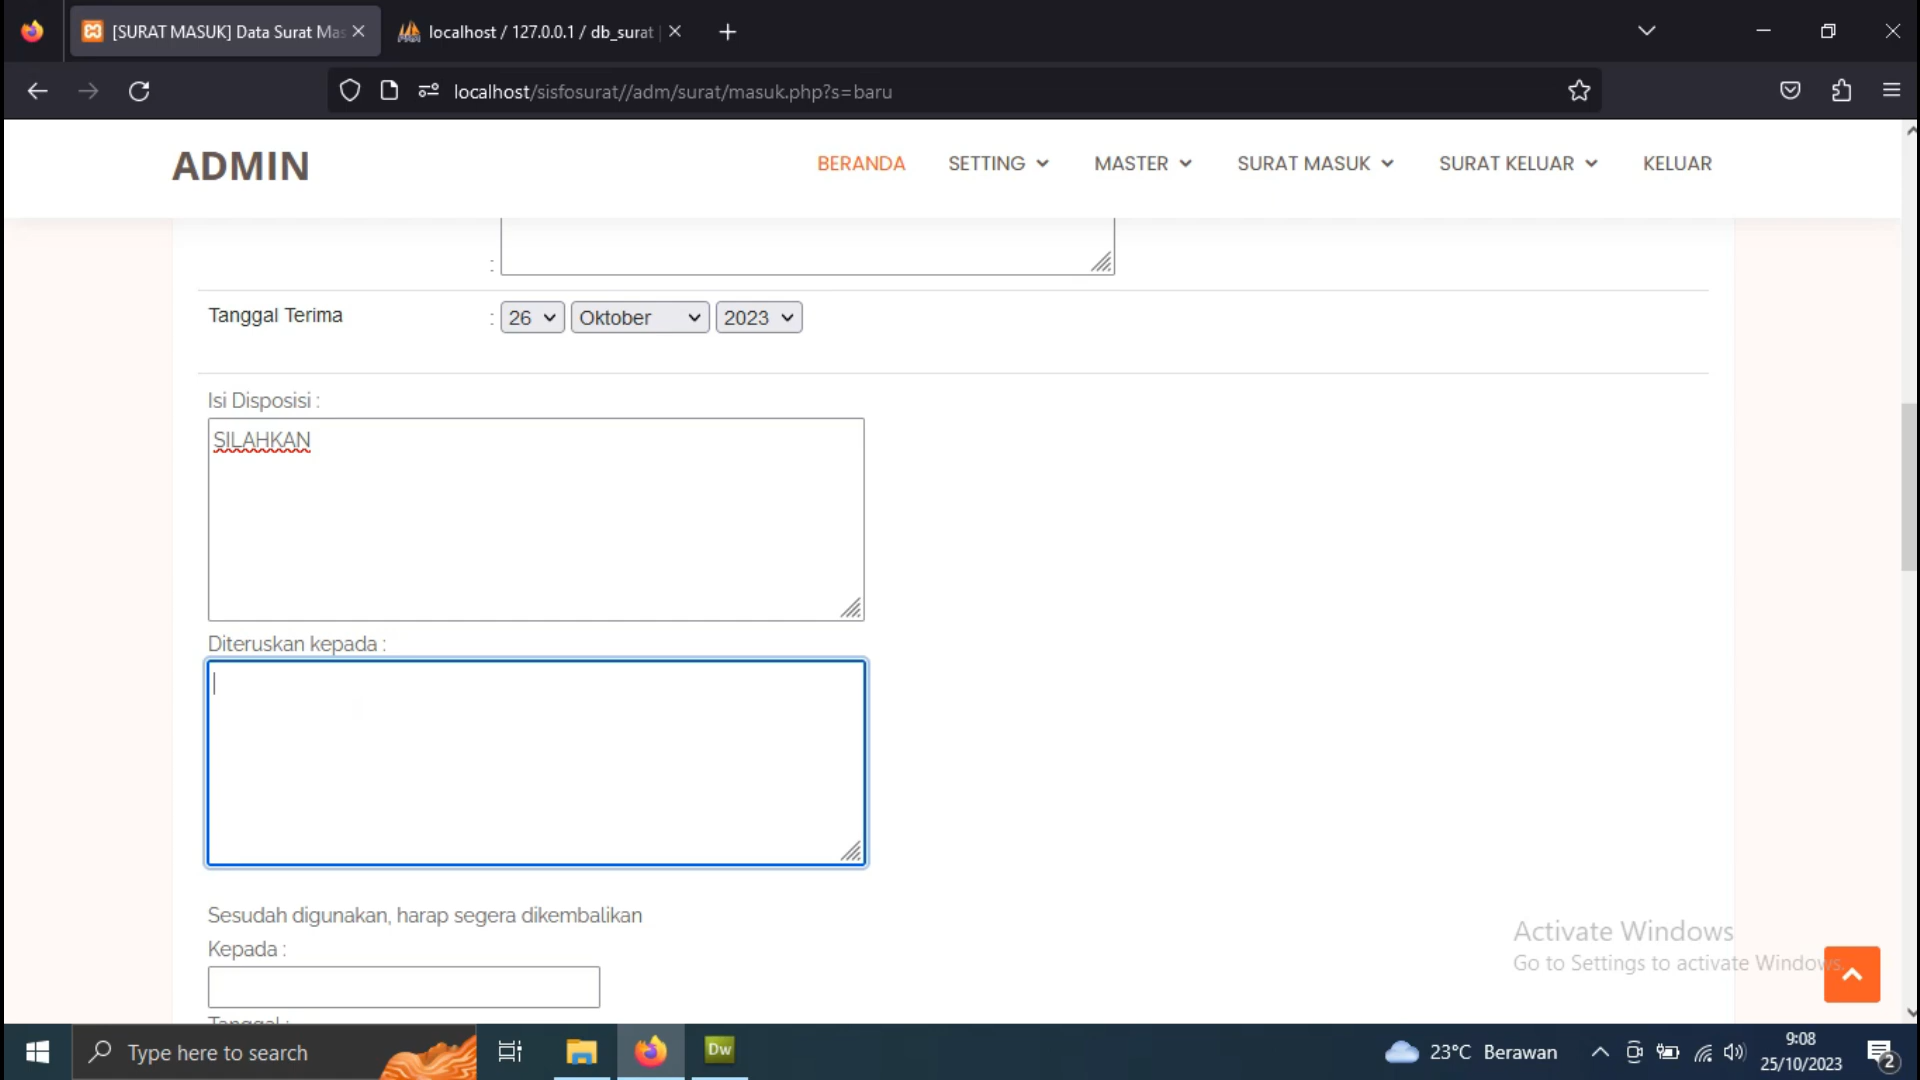 [SURAT MASUK] Data Surat Mas
localhost / 127.0.0.1 / db_surat |
localhost/sisfosurat//adm/surat/masuk.php?s=baru
ADMIN
BERANDA
SETTING
MASTER
SURAT MASUK
SURAT KELUAR
KELUAR
:
Tanggal Terima : 26 Oktober 2023
Isi Disposisi :
SILAHKAN
Diteruskan kepada :
Sesudah digunakan, harap segera dikembalikan
Kepada :
Tanggal :
Activate Windows
Go to Settings to activate Windows.
Type here to search
Dw
23°C Berawan
9:08
25/10/2023
2